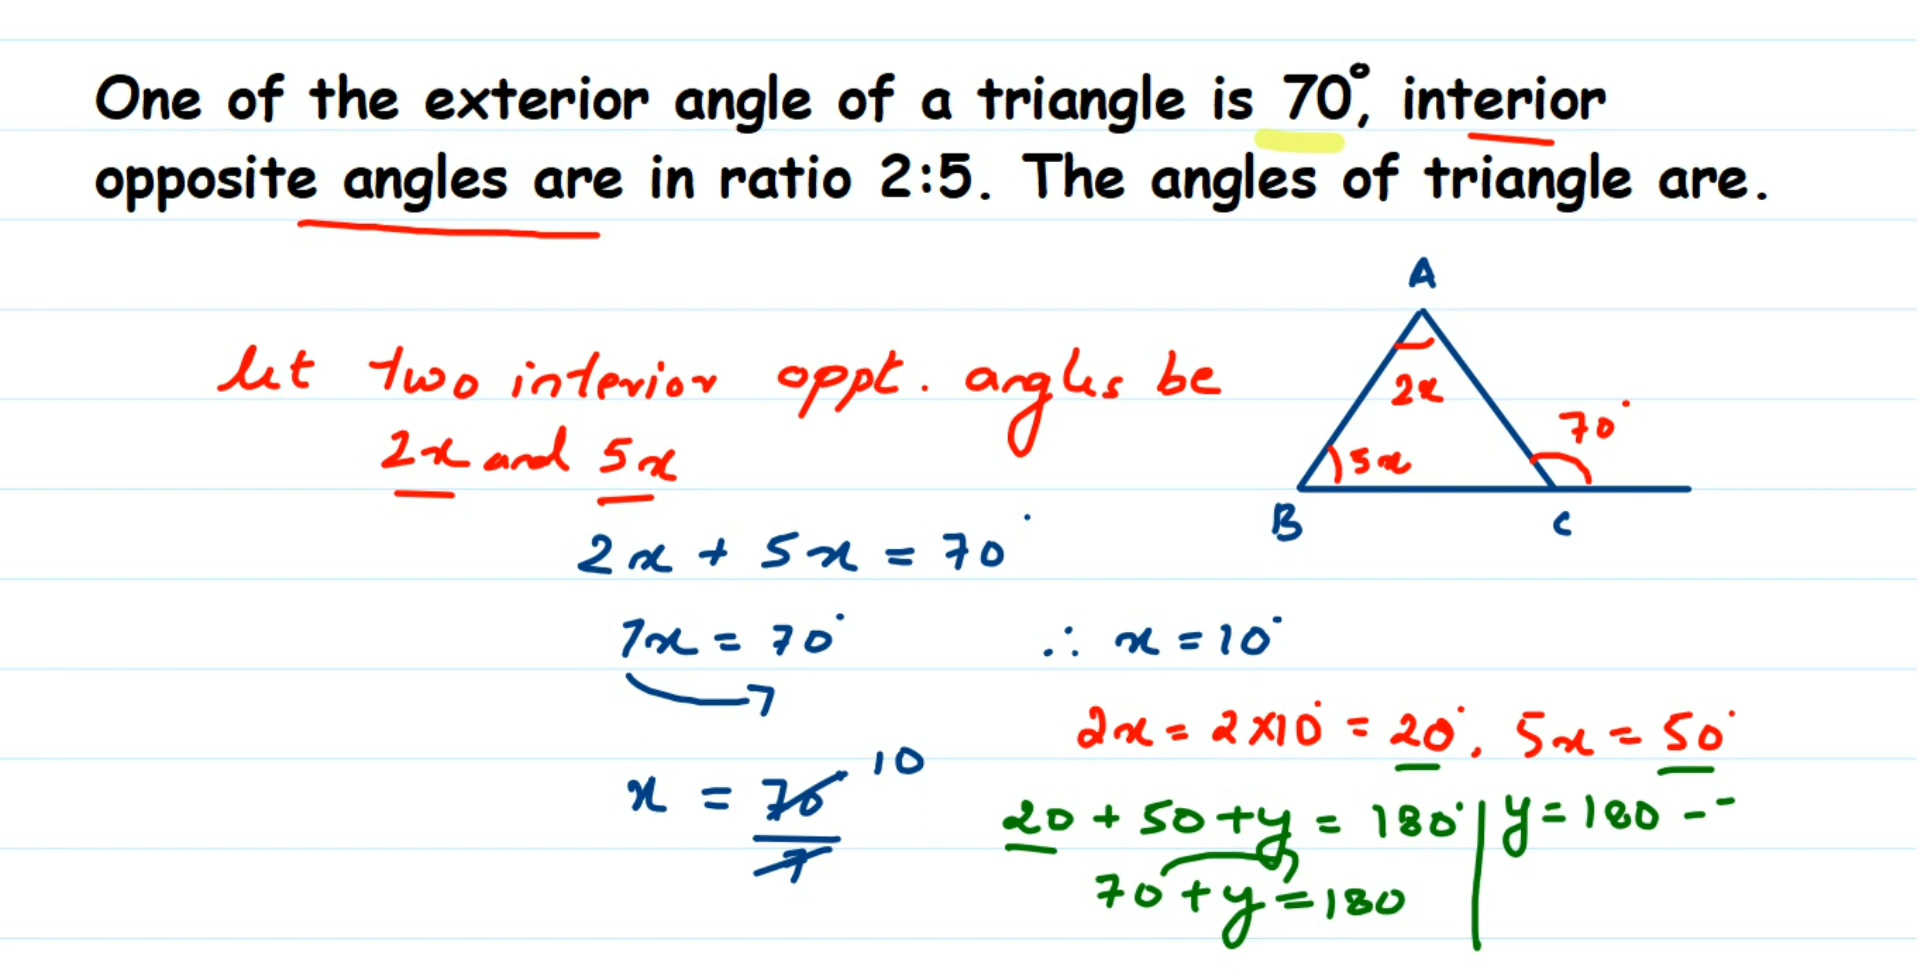 One of the exterior angle of a triangle is 70°, interior
opposite angles are in ratio 2:5. The angles of triangle are.
A
let two interior oppt. angles be
2x
70°
2x and 5x
5x
B
C
2x + 5x = 70°
7x = 70°
∴ x = 10°
2x = 2×10° = 20°, 5x = 50°
x = 70/7 10
20 + 50 + y = 180° | y = 180 - -
70 + y = 180